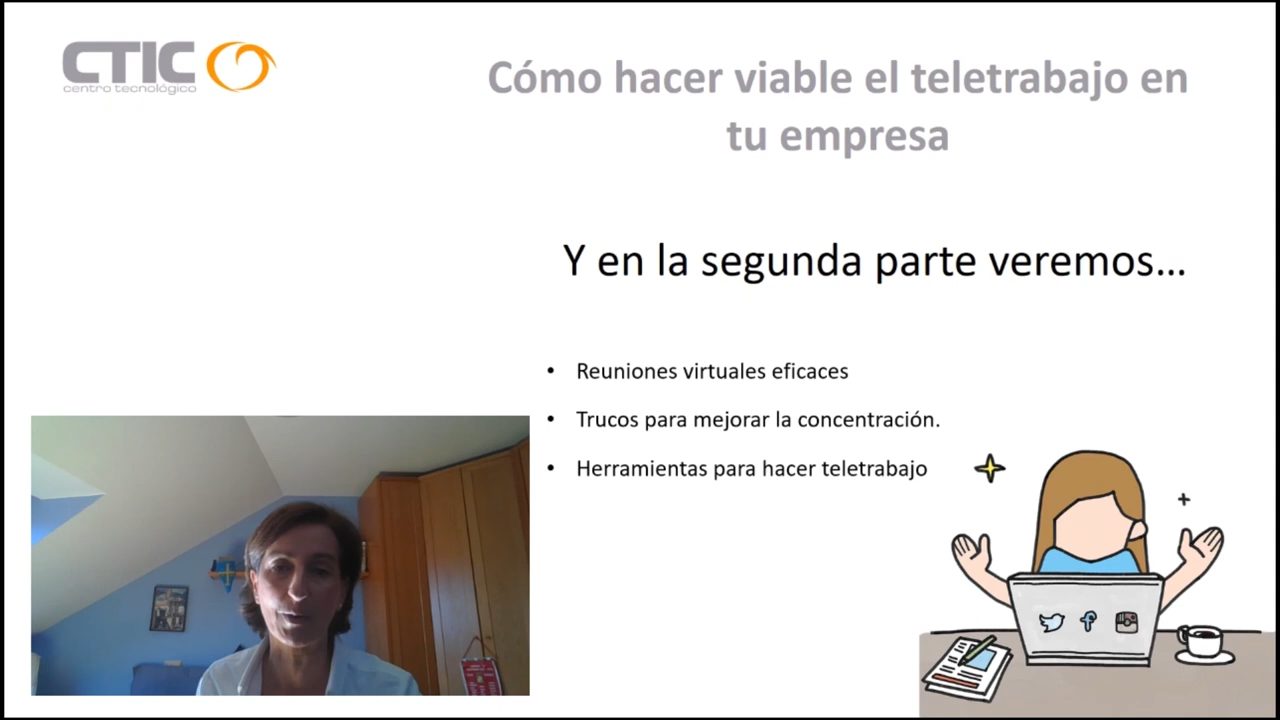 CTIC
centro tecnológico
Cómo hacer viable el teletrabajo en
tu empresa
Y en la segunda parte veremos...
• Reuniones virtuales eficaces
• Trucos para mejorar la concentración.
• Herramientas para hacer teletrabajo